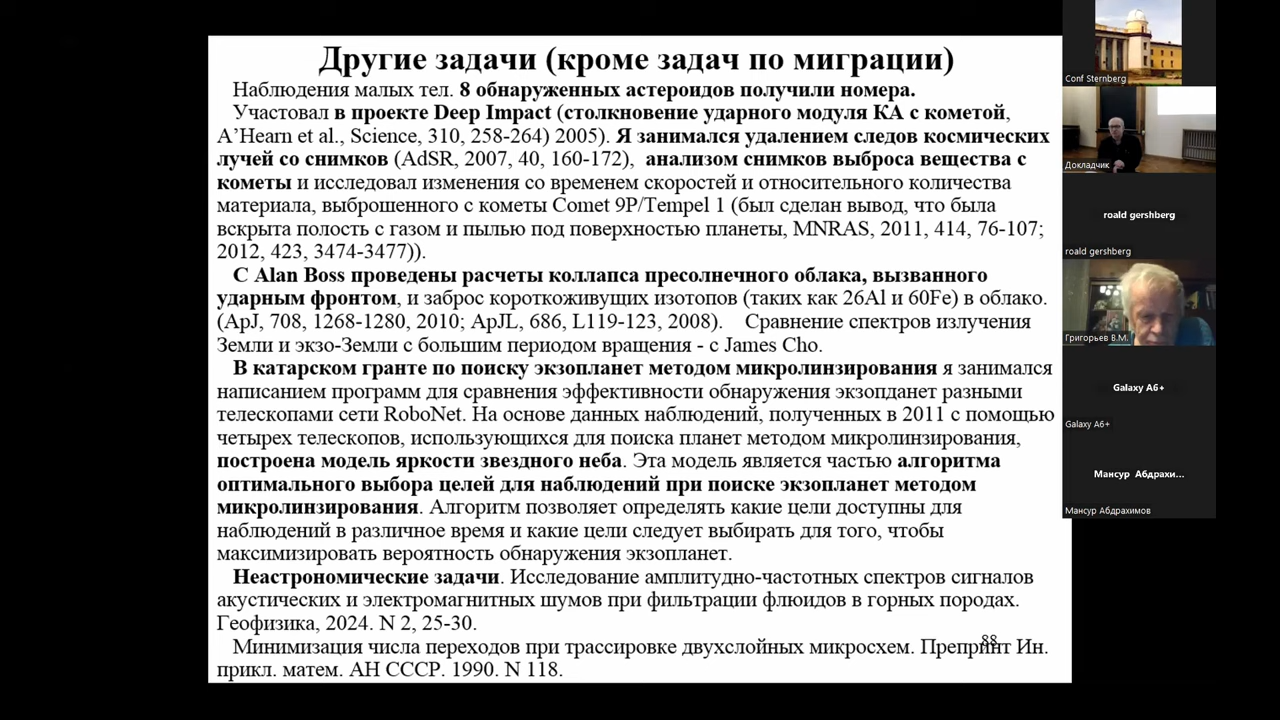 Другие задачи (кроме задач по миграции)
Наблюдения малых тел. 8 обнаруженных астероидов получили номера.
Участвовал в проекте Deep Impact (столкновение ударного модуля КА с кометой,
A’Hearn et al., Science, 310, 258-264) 2005). Я занимался удалением следов космических
лучей со снимков (AdSR, 2007, 40, 160-172), анализом снимков выброса вещества с
кометы и исследовал изменения со временем скоростей и относительного количества
материала, выброшенного с кометы Comet 9P/Tempel 1 (был сделан вывод, что была
вскрыта полость с газом и пылью под поверхностью планеты, MNRAS, 2011, 414, 76-107;
2012, 423, 3474-3477)).
С Alan Boss проведены расчеты коллапса пресолнечного облака, вызванного
ударным фронтом, и заброс короткоживущих изотопов (таких как 26Al и 60Fe) в облако.
(ApJ, 708, 1268-1280, 2010; ApJL, 686, L119-123, 2008). Сравнение спектров излучения
Земли и экзо-Земли с большим периодом вращения - с James Cho.
В катарском гранте по поиску экзопланет методом микролинзирования я занимался
написанием программ для сравнения эффективности обнаружения экзопданет разными
телескопами сети RoboNet. На основе данных наблюдений, полученных в 2011 с помощью
четырех телескопов, использующихся для поиска планет методом микролинзирования,
построена модель яркости звездного неба. Эта модель является частью алгоритма
оптимального выбора целей для наблюдений при поиске экзопланет методом
микролинзирования. Алгоритм позволяет определять какие цели доступны для
наблюдений в различное время и какие цели следует выбирать для того, чтобы
максимизировать вероятность обнаружения экзопланет.
Неастрономические задачи. Исследование амплитудно-частотных спектров сигналов
акустических и электромагнитных шумов при фильтрации флюидов в горных породах.
Геофизика, 2024. N 2, 25-30.
Минимизация числа переходов при трассировке двухслойных микросхем. Препринт Ин.
прикл. матем. АН СССР. 1990. N 118.
88
Conf Sternberg
Докладчик
roald gershberg
roald gershberg
Григорьев В.М.
Galaxy A6+
Galaxy A6+
Мансур Абдрахи...
Мансур Абдрахимов